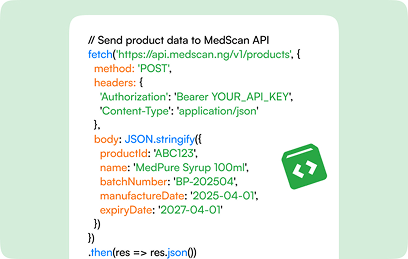 // Send product data to MedScan API
fetch('https://api.medscan.ng/v1/products', {
method: 'POST',
headers: {
'Authorization': 'Bearer YOUR_API_KEY',
'Content-Type': 'application/json'
},
body: JSON.stringify({
productId: 'ABC123',
name: 'MedPure Syrup 100ml',
batchNumber: 'BP-202504',
manufactureDate: '2025-04-01',
expiryDate: '2027-04-01'
})
})
.then(res => res.json())